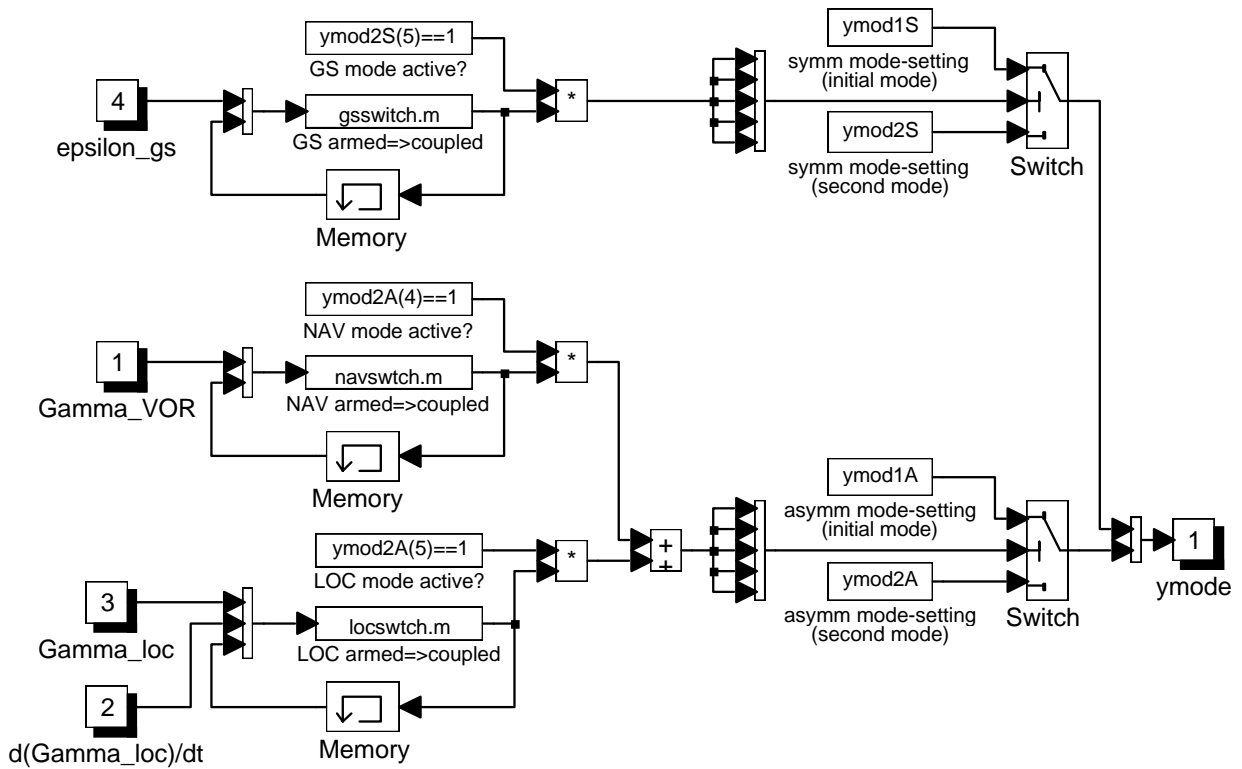 ymod2S(5)==1
GS mode active?
*
4
epsilon_gs
gsswitch.m
GS armed=>coupled
Memory
ymod1S
symm mode-setting
(initial mode)
ymod2S
symm mode-setting
(second mode)
Switch
ymod2A(4)==1
NAV mode active?
*
1
Gamma_VOR
navswtch.m
NAV armed=>coupled
Memory
ymod2A(5)==1
LOC mode active?
*
+
+
3
Gamma_loc
locswtch.m
LOC armed=>coupled
2
d(Gamma_loc)/dt
Memory
ymod1A
asymm mode-setting
(initial mode)
ymod2A
asymm mode-setting
(second mode)
Switch
1
ymode